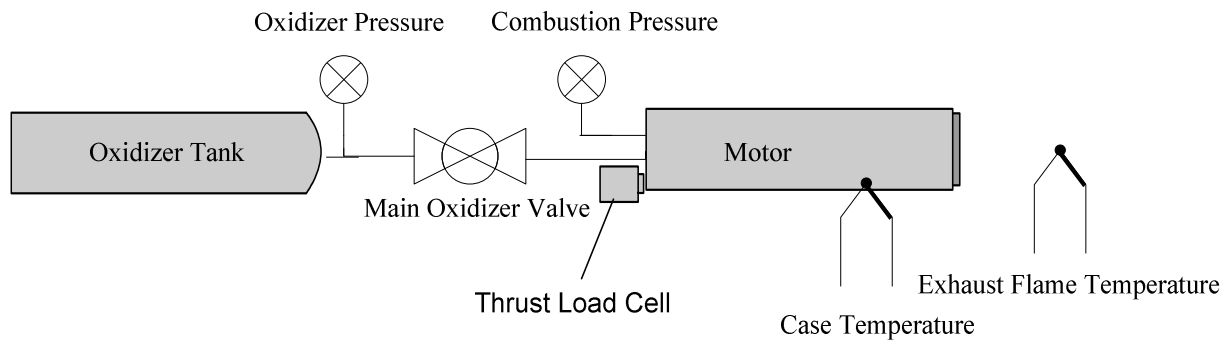 Oxidizer Pressure
Combustion Pressure
Oxidizer Tank
Motor
Main Oxidizer Valve
Thrust Load Cell
Exhaust Flame Temperature
Case Temperature